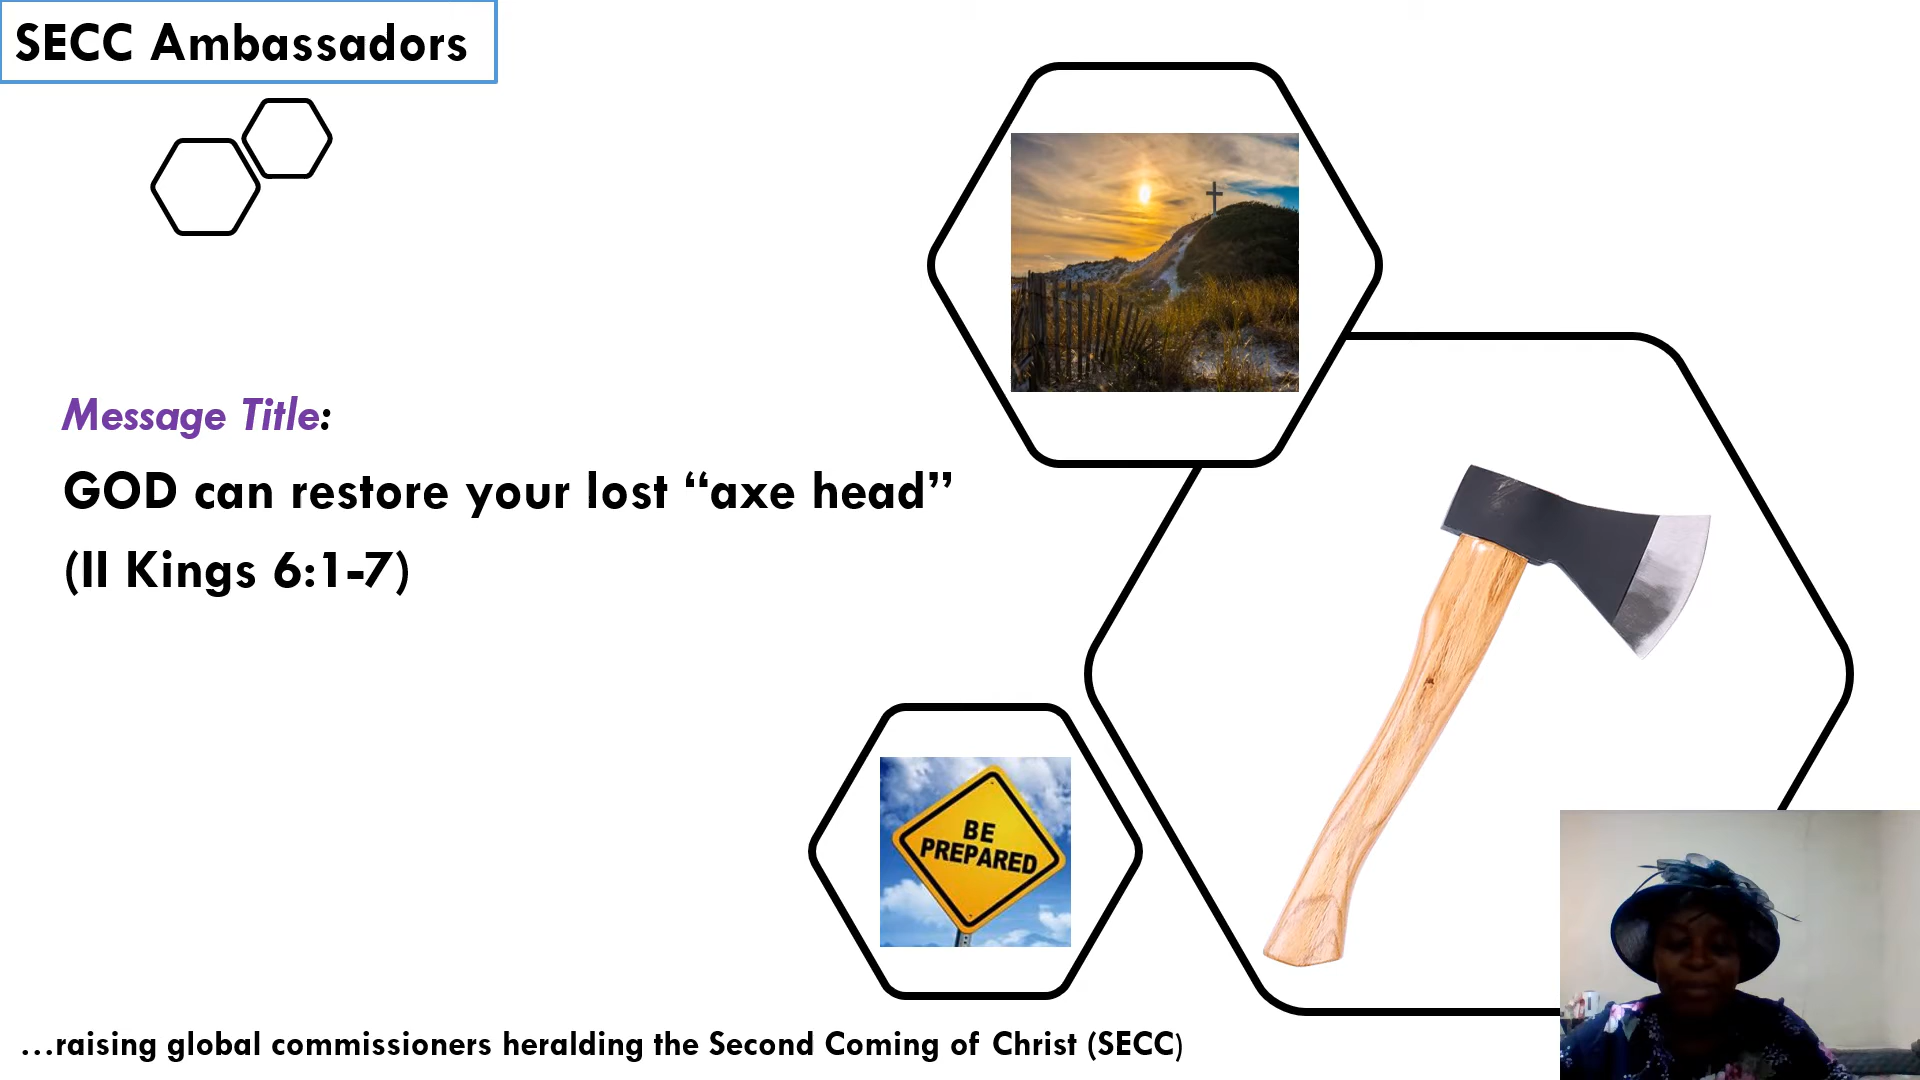 SECC Ambassadors
Message Title:
GOD can restore your lost “axe head”
(II Kings 6:1-7)
BE
PREPARED
...raising global commissioners heralding the Second Coming of Christ (SECC)